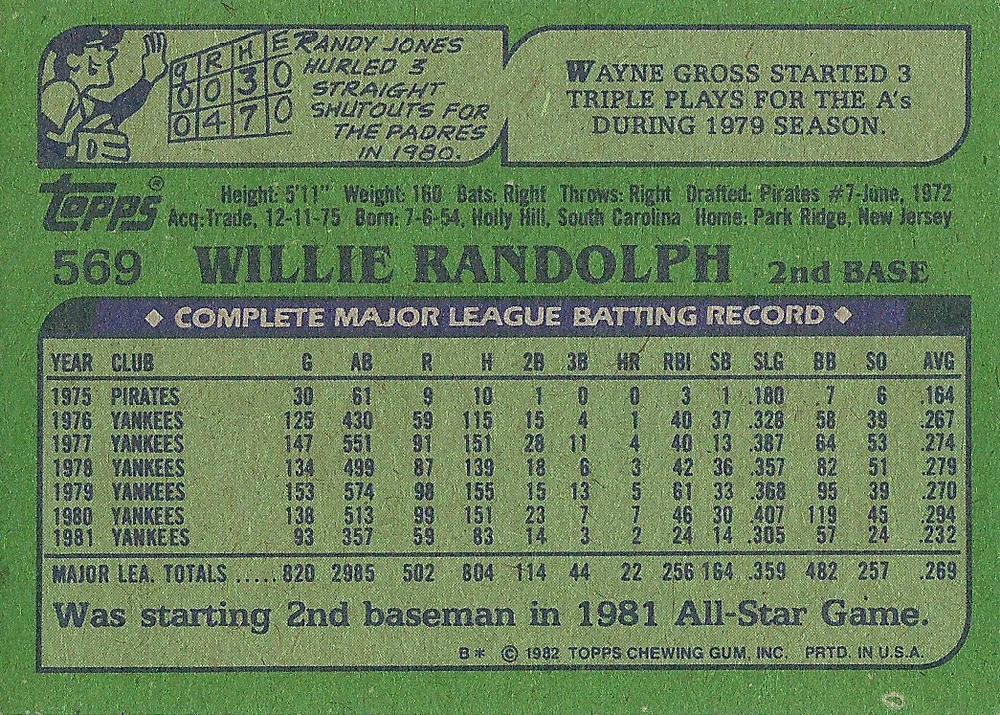 9 R H E
0 0 3 0
0 4 7 0
RANDY JONES
HURLED 3
STRAIGHT
SHUTOUTS FOR
THE PADRES
IN 1980.
WAYNE GROSS STARTED 3
TRIPLE PLAYS FOR THE A's
DURING 1979 SEASON.
topps®
Height: 5'11" Weight: 160 Bats: Right Throws: Right Drafted: Pirates #7-June, 1972
Acq: Trade, 12-11-75 Born: 7-6-54, Holly Hill, South Carolina Home: Park Ridge, New Jersey
569 WILLIE RANDOLPH 2nd BASE
◆ COMPLETE MAJOR LEAGUE BATTING RECORD ◆
YEAR CLUB G AB R H 2B 3B HR RBI SB SLG BB SO AVG
1975 PIRATES 30 61 9 10 1 0 0 3 1 .180 7 6 .164
1976 YANKEES 125 430 59 115 15 4 1 40 37 .328 58 39 .267
1977 YANKEES 147 551 91 151 28 11 4 40 13 .387 64 53 .274
1978 YANKEES 134 499 87 139 18 6 3 42 36 .357 82 51 .279
1979 YANKEES 153 574 98 155 15 13 5 61 33 .368 95 39 .270
1980 YANKEES 138 513 99 151 23 7 7 46 30 .407 119 45 .294
1981 YANKEES 93 357 59 83 14 3 2 24 14 .305 57 24 .232
MAJOR LEA. TOTALS .....820 2985 502 804 114 44 22 256 164 .359 482 257 .269
Was starting 2nd baseman in 1981 All-Star Game.
B* © 1982 TOPPS CHEWING GUM, INC. PRTD. IN U.S.A.